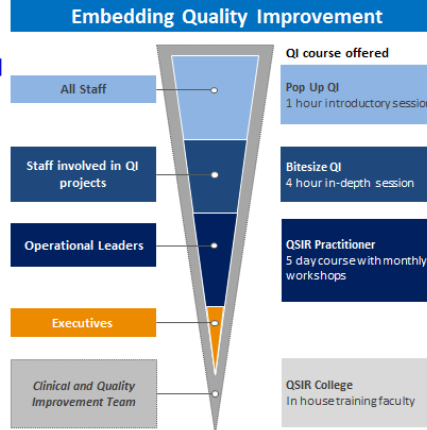 Embedding Quality Improvement
QI course offered
All Staff
Pop Up QI
1 hour introductory session
Staff involved in QI
projects
Bitesize QI
4 hour in-depth session
Operational Leaders
QSIR Practitioner
5 day course with monthly
workshops
Executives
Clinical and Quality
Improvement Team
QSIR College
In house training faculty